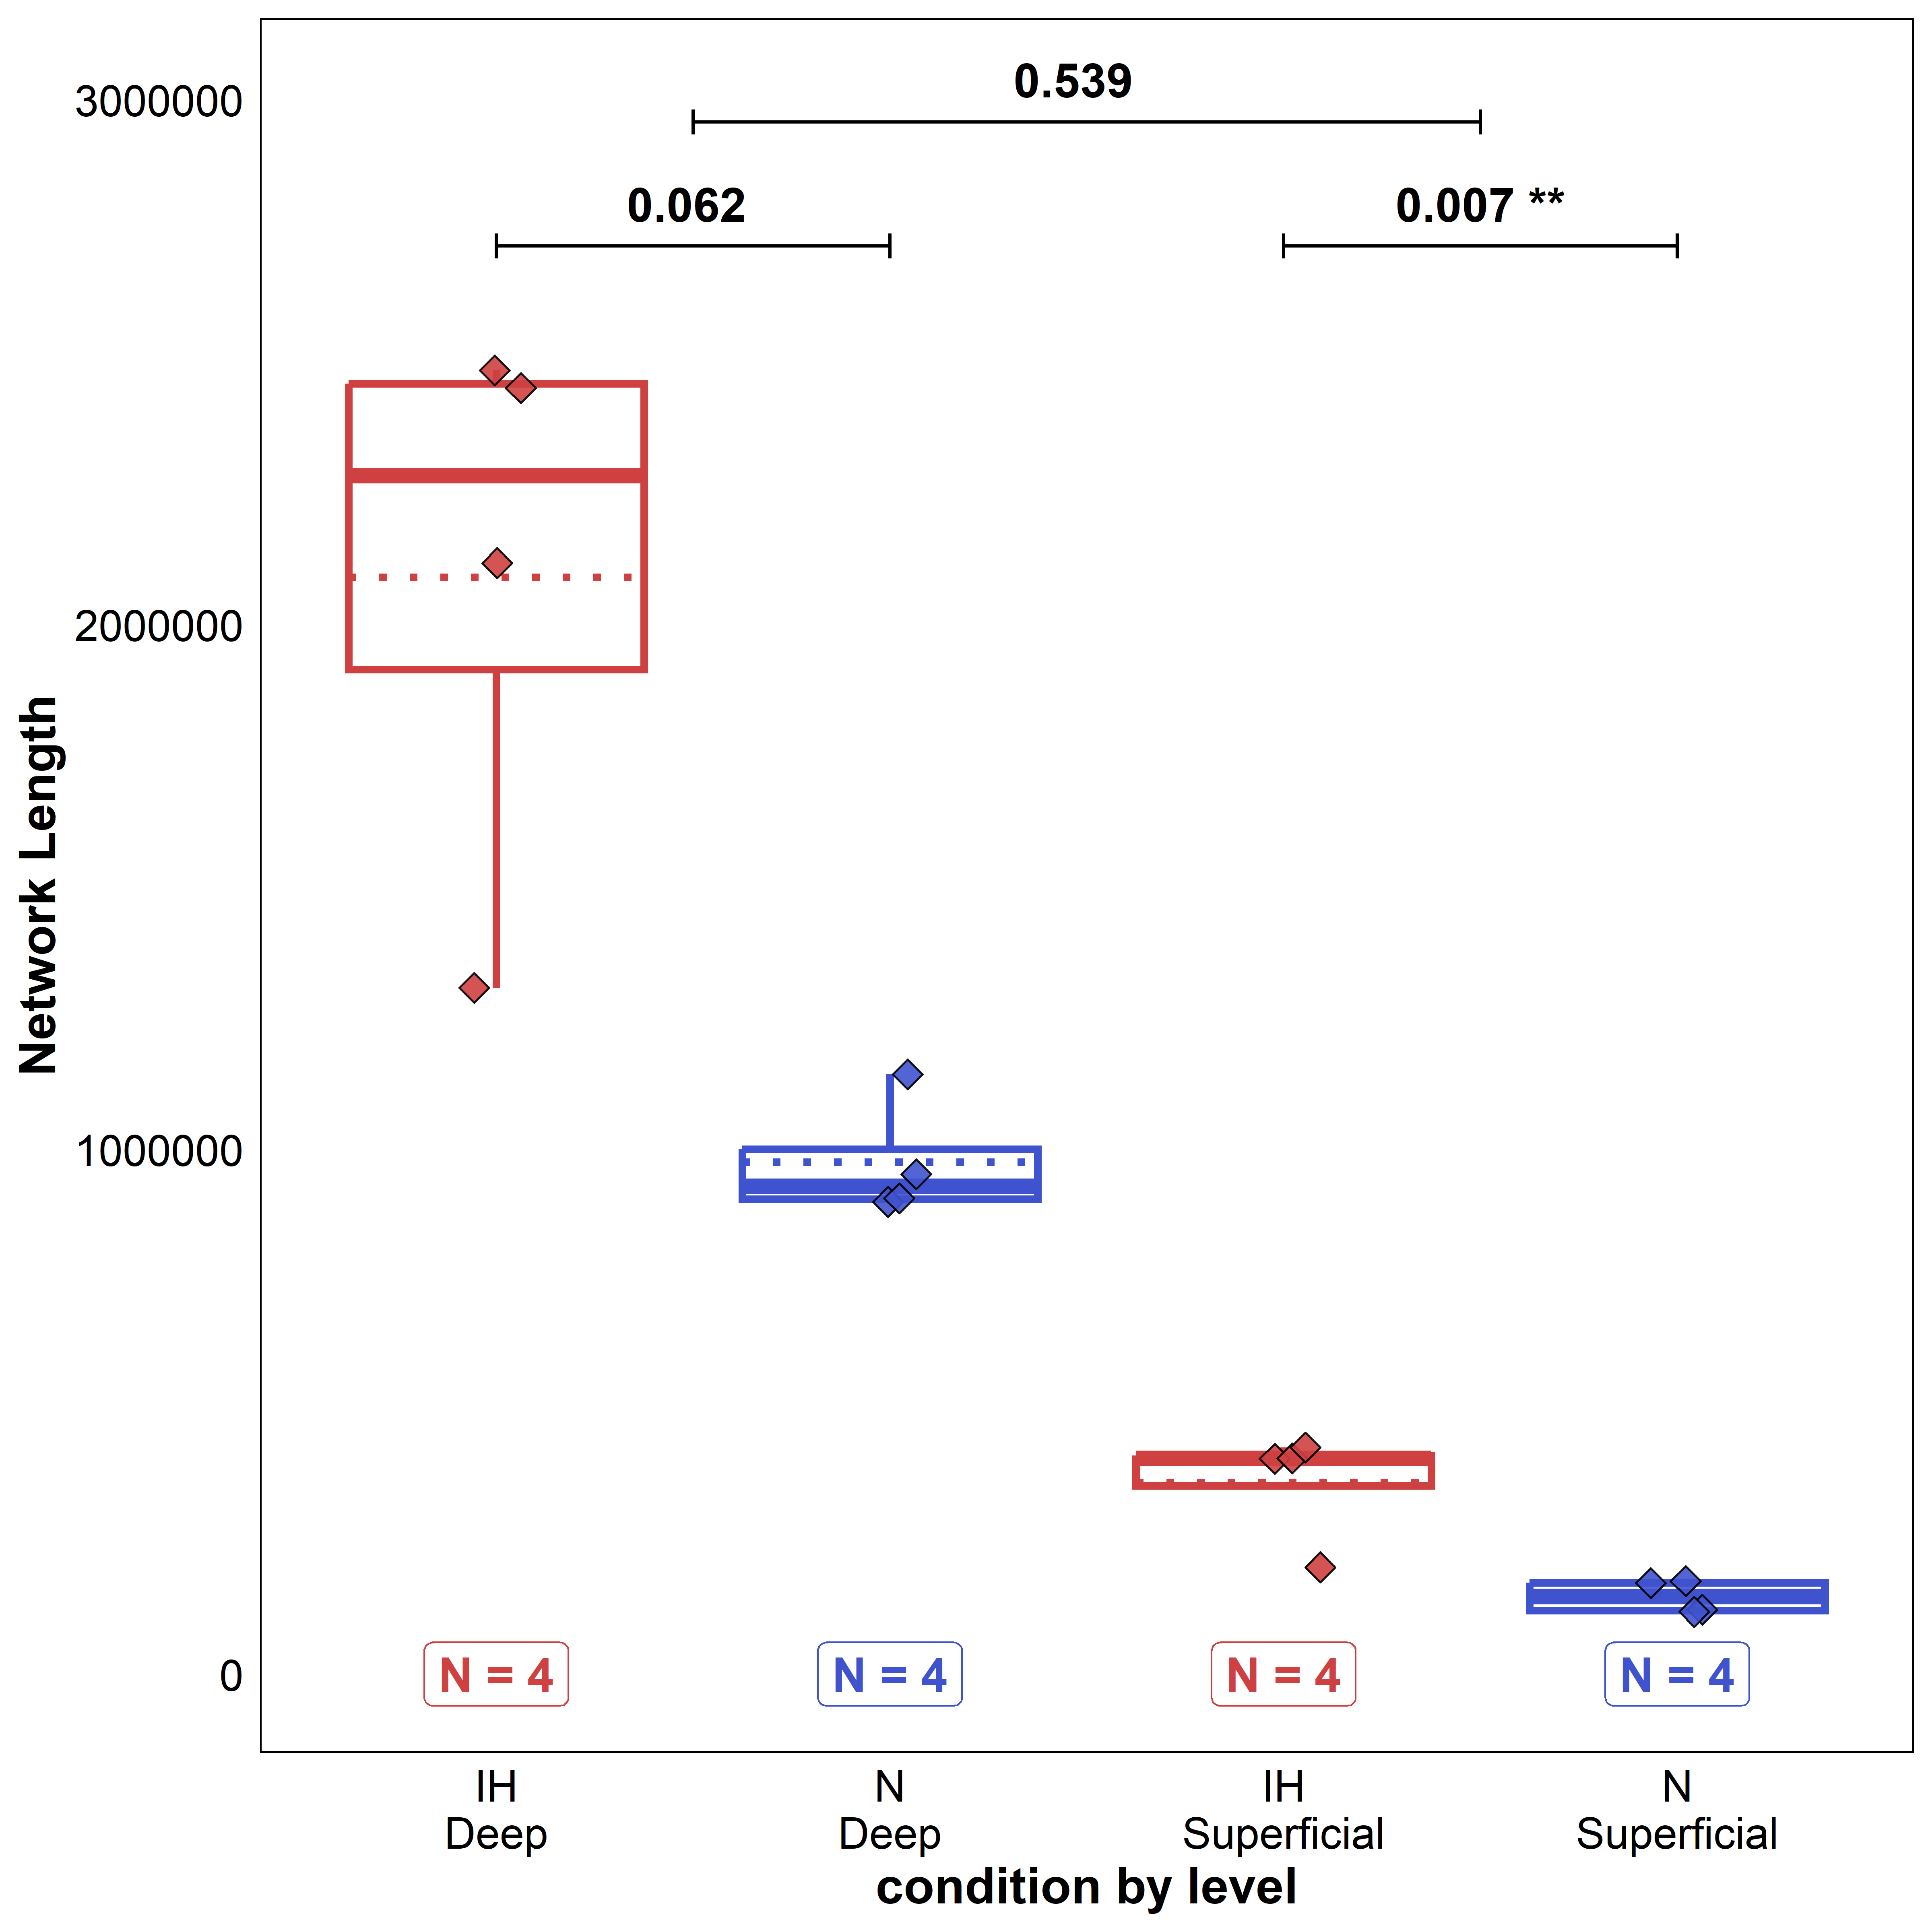 0.539
3000000
0.062
0.007 **
2000000
Network Length
1000000
0
N = 4
N = 4
N = 4
N = 4
IH
Deep
N
Deep
IH
Superficial
N
Superficial
condition by level